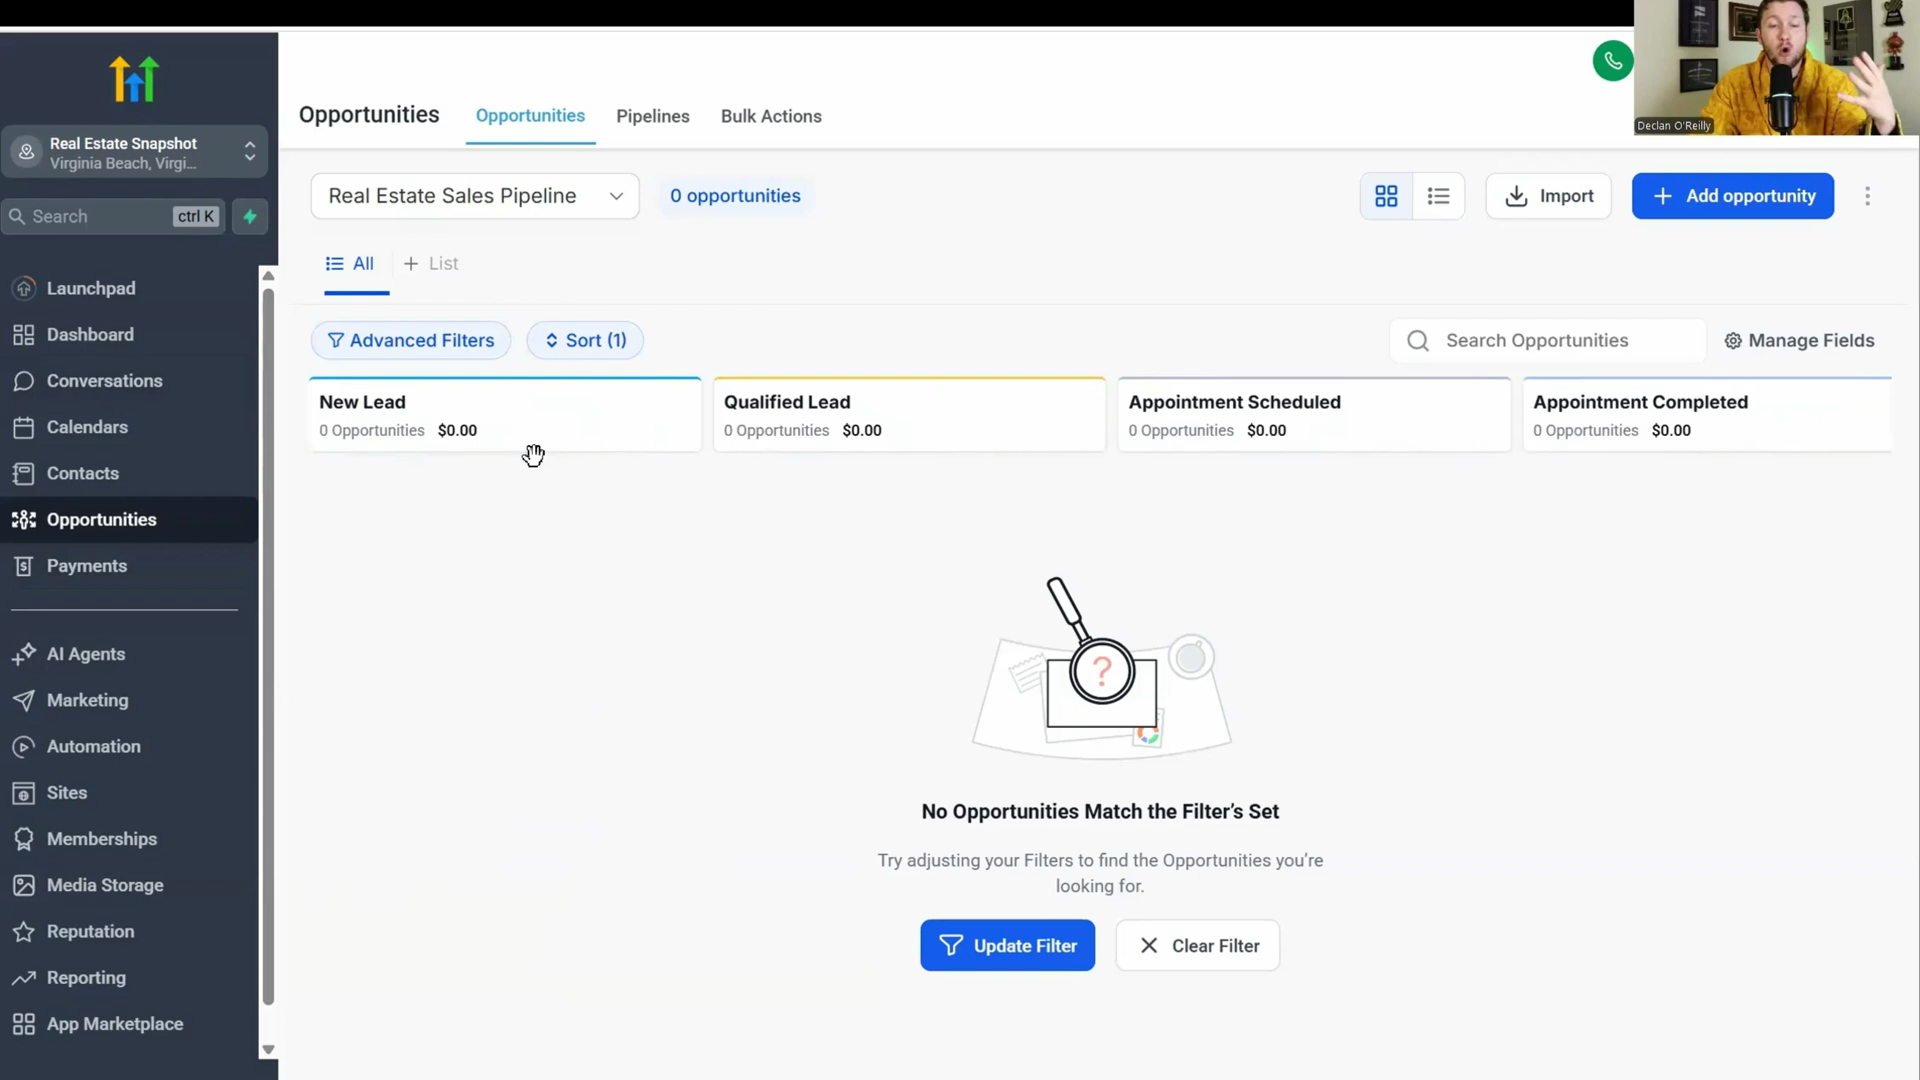 Real Estate Snapshot
Virginia Beach, Virgi...
Search
ctrl K
Launchpad
Dashboard
Conversations
Calendars
Contacts
Opportunities
Payments
AI Agents
Marketing
Automation
Sites
Memberships
Media Storage
Reputation
Reporting
App Marketplace
Opportunities
Opportunities
Pipelines
Bulk Actions
Declan O'Reilly
Real Estate Sales Pipeline
0 opportunities
Import
+ Add opportunity
All
+ List
Advanced Filters
Sort (1)
Search Opportunities
Manage Fields
New Lead
0 Opportunities $0.00
Qualified Lead
0 Opportunities $0.00
Appointment Scheduled
0 Opportunities $0.00
Appointment Completed
0 Opportunities $0.00
?
No Opportunities Match the Filter's Set
Try adjusting your Filters to find the Opportunities you're
looking for.
Update Filter
Clear Filter